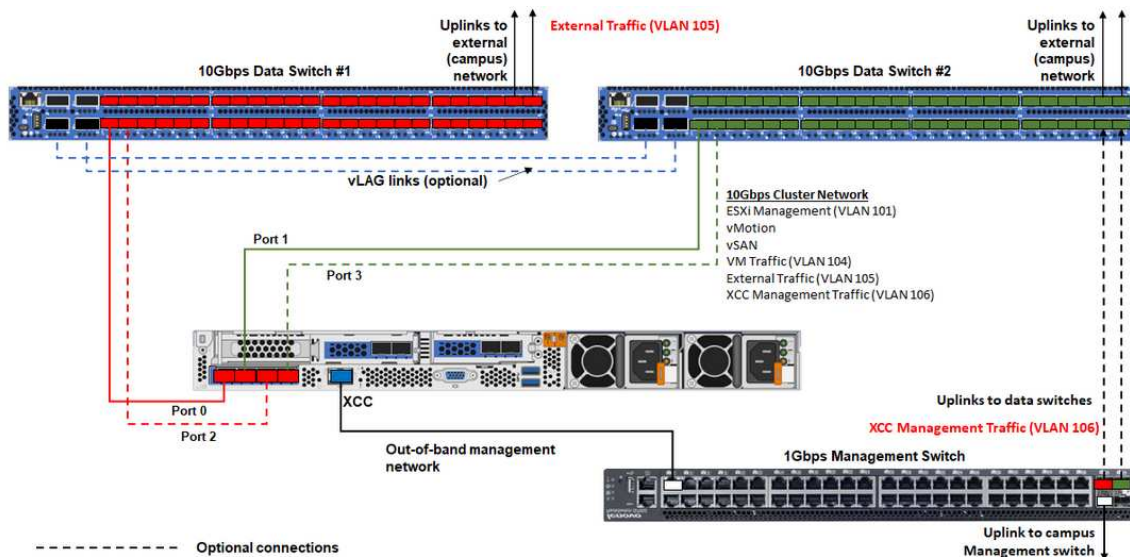 Uplinks to
external
(campus)
network
External Traffic (VLAN 105)
Uplinks to
external
(campus)
network
10Gbps Data Switch #1
10Gbps Data Switch #2
vLAG links (optional)
10Gbps Cluster Network
ESXi Management (VLAN 101)
vMotion
vSAN
VM Traffic (VLAN 104)
External Traffic (VLAN 105)
XCC Management Traffic (VLAN 106)
Port 1
Port 3
XCC
Port 0
Port 2
Uplinks to data switches
XCC Management Traffic (VLAN 106)
Out-of-band management
network
1Gbps Management Switch
Uplink to campus
Management switch
Optional connections